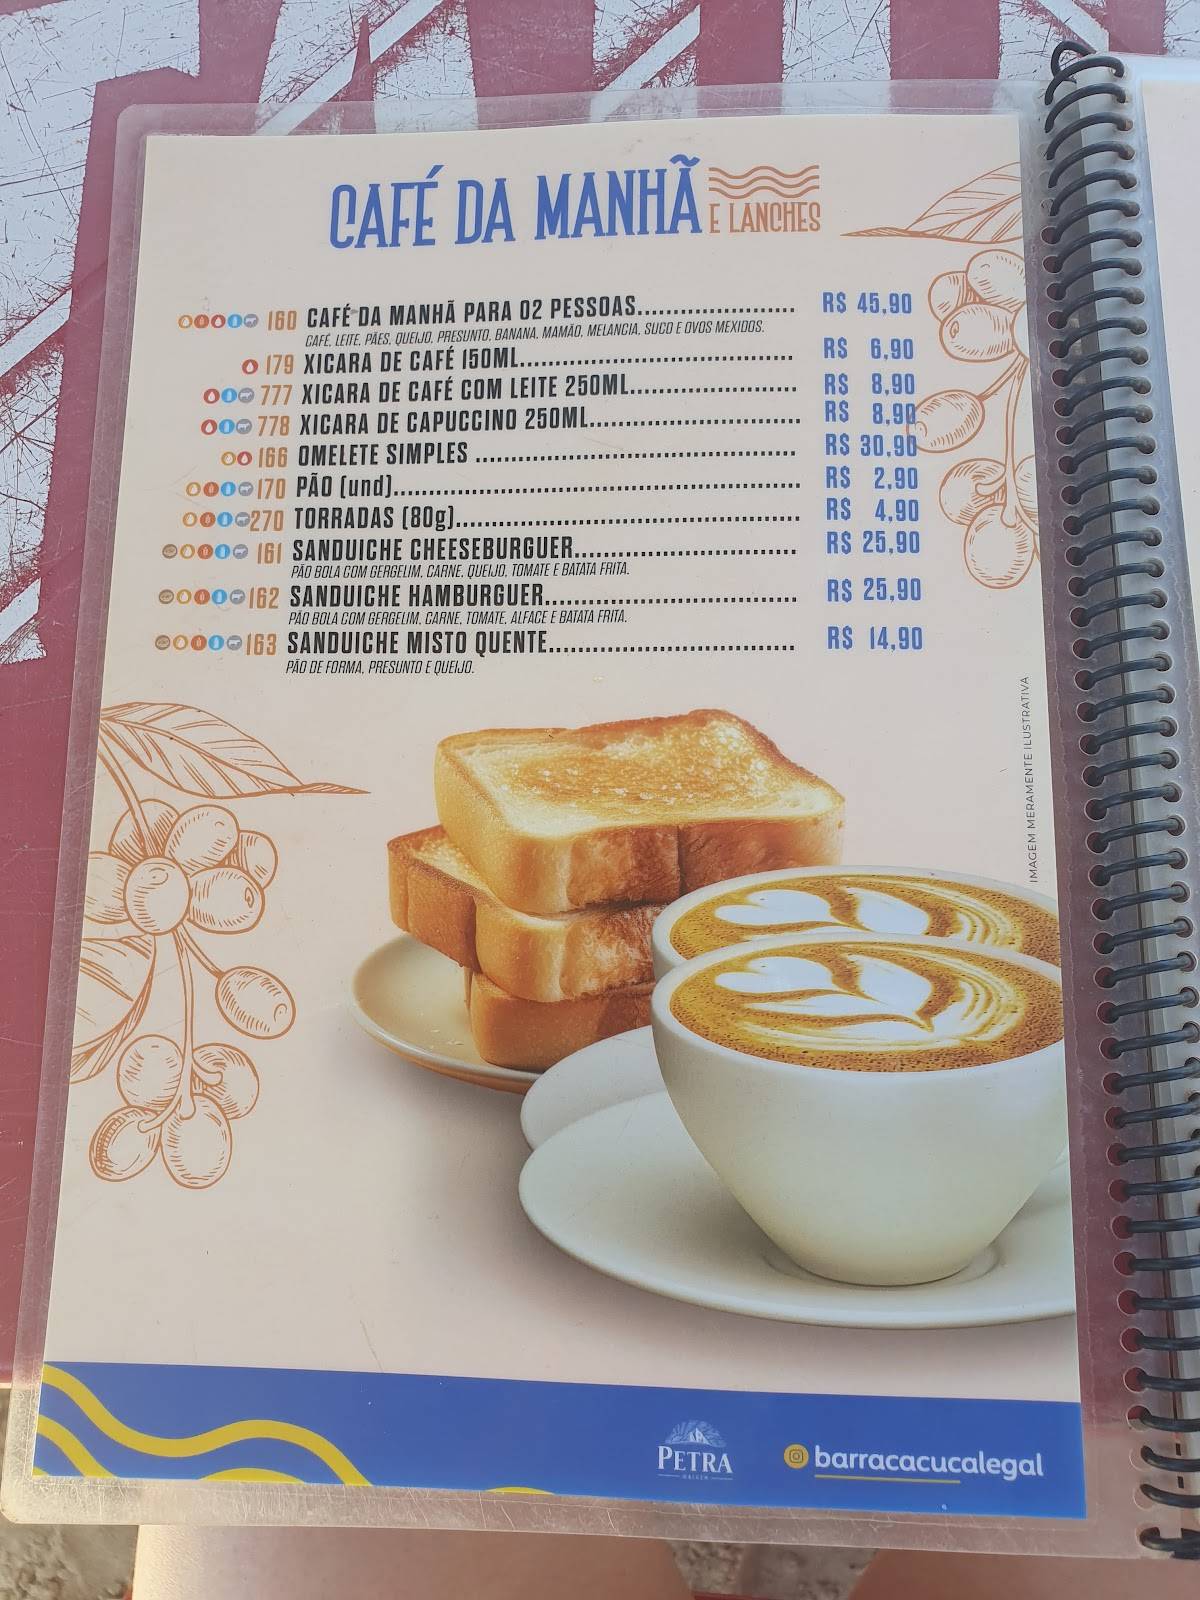 CAFÉ DA MANHÃ E LANCHES
160 CAFÉ DA MANHÃ PARA 02 PESSOAS....................... R$ 45,90
CAFÉ, LEITE, PÃES, QUEIJO, PRESUNTO, BANANA, MAMÃO, MELANCIA, SUCO E OVOS MEXIDOS.
179 XICARA DE CAFÉ 150ML....................................... R$ 6,90
777 XICARA DE CAFÉ COM LEITE 250ML........................ R$ 8,90
778 XICARA DE CAPUCCINO 250ML.............................. R$ 8,90
166 OMELETE SIMPLES .............................................. R$ 30,90
170 PÃO (und)........................................................... R$ 2,90
270 TORRADAS (80g).................................................. R$ 4,90
161 SANDUICHE CHEESEBURGUER................................ R$ 25,90
PÃO BOLA COM GERGELIM, CARNE, QUEIJO, TOMATE E BATATA FRITA.
162 SANDUICHE HAMBURGUER..................................... R$ 25,90
PÃO BOLA COM GERGELIM, CARNE, TOMATE, ALFACE E BATATA FRITA.
163 SANDUICHE MISTO QUENTE................................... R$ 14,90
PÃO DE FORMA, PRESUNTO E QUEIJO.
IMAGEM MERAMENTE ILUSTRATIVA
PETRA
ORIGEM
barracacucalegal